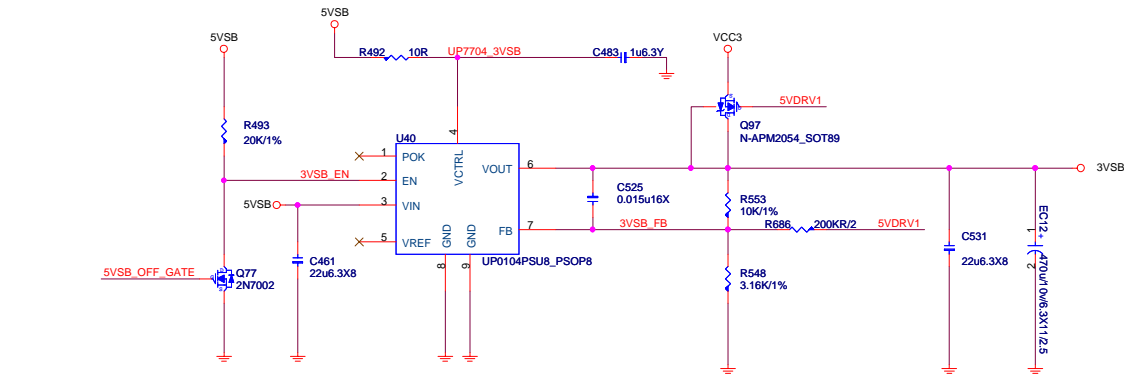 5VSB
5VSB
VCC3
R492 10R
UP7704_3VSB
C483 1u6.3Y
5VDRV1
Q97
N-APM2054_SOT89
R493
20K/1%
U40
4
VCTRL
1 POK
VOUT 6
3VSB
3VSB_EN
2 EN
C525
0.015u16X
R553
10K/1%
5VSB
3 VIN
FB 7
3VSB_FB
R686 200KR/2
5VDRV1
5 VREF
GND
GND
UP0104PSU8_PSOP8
8
9
C461
22u6.3X8
5VSB_OFF_GATE
Q77
2N7002
R548
3.16K/1%
C531
22u6.3X8
EC12
+
1
2
470u/10v/6.3X11/2.5